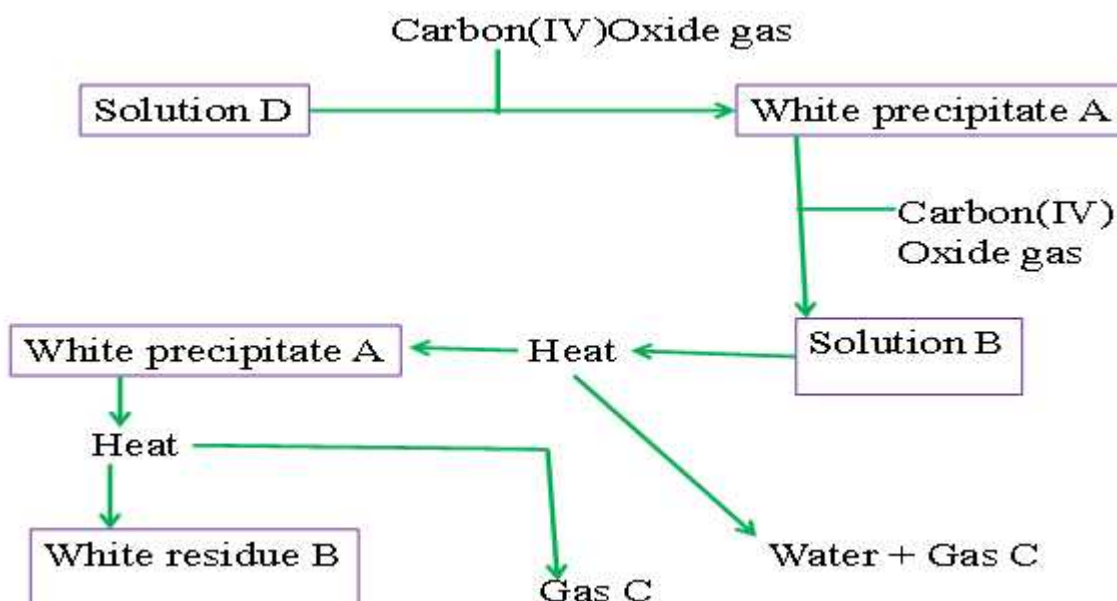 Carbon(IV)Oxide gas
Solution D
White precipitate A
Carbon(IV)
Oxide gas
White precipitate A
Heat
Solution B
Heat
White residue B
Gas C
Water + Gas C